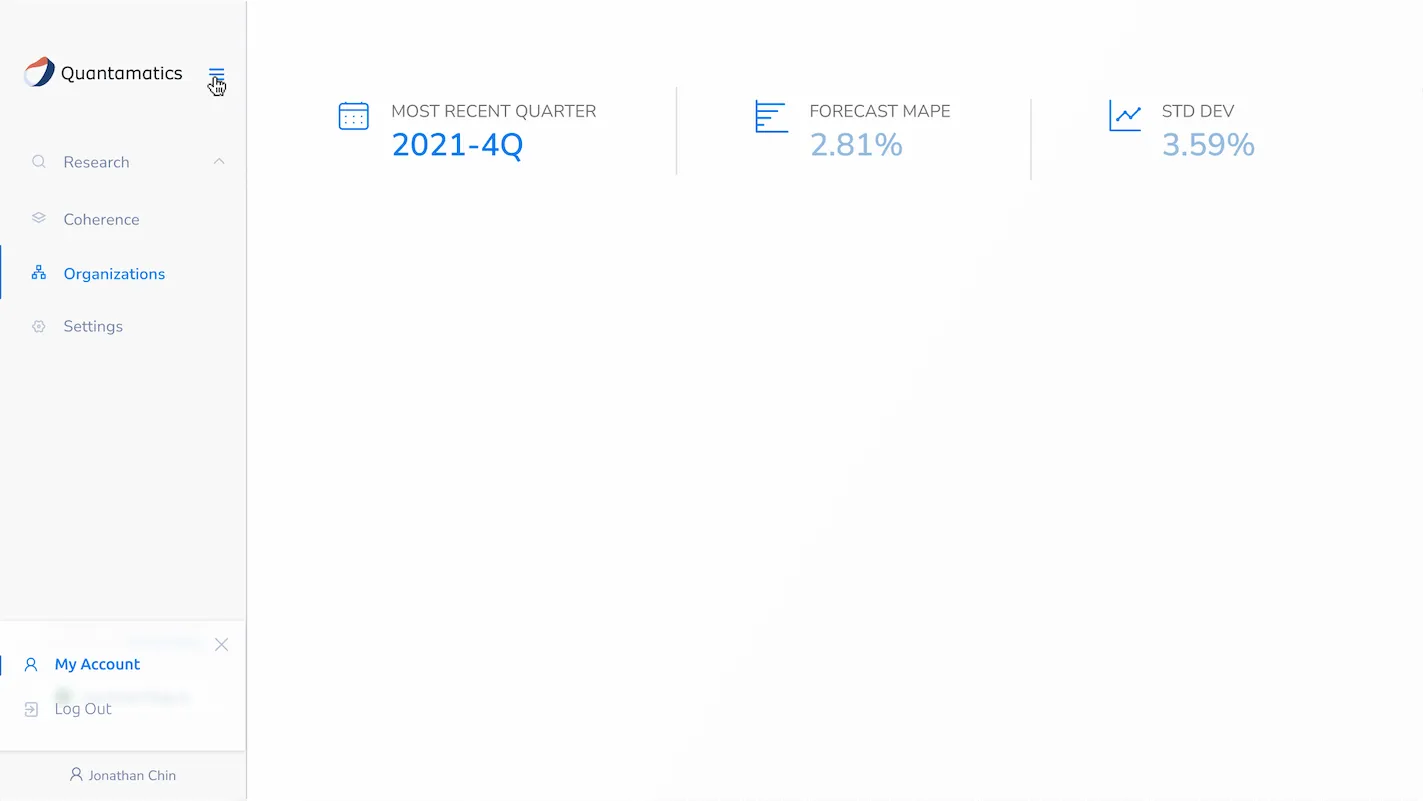 Quantamatics
Research
Coherence
Organizations
Settings
My Account
Log Out
Jonathan Chin
MOST RECENT QUARTER
2021-4Q
FORECAST MAPE
2.81%
STD DEV
3.59%